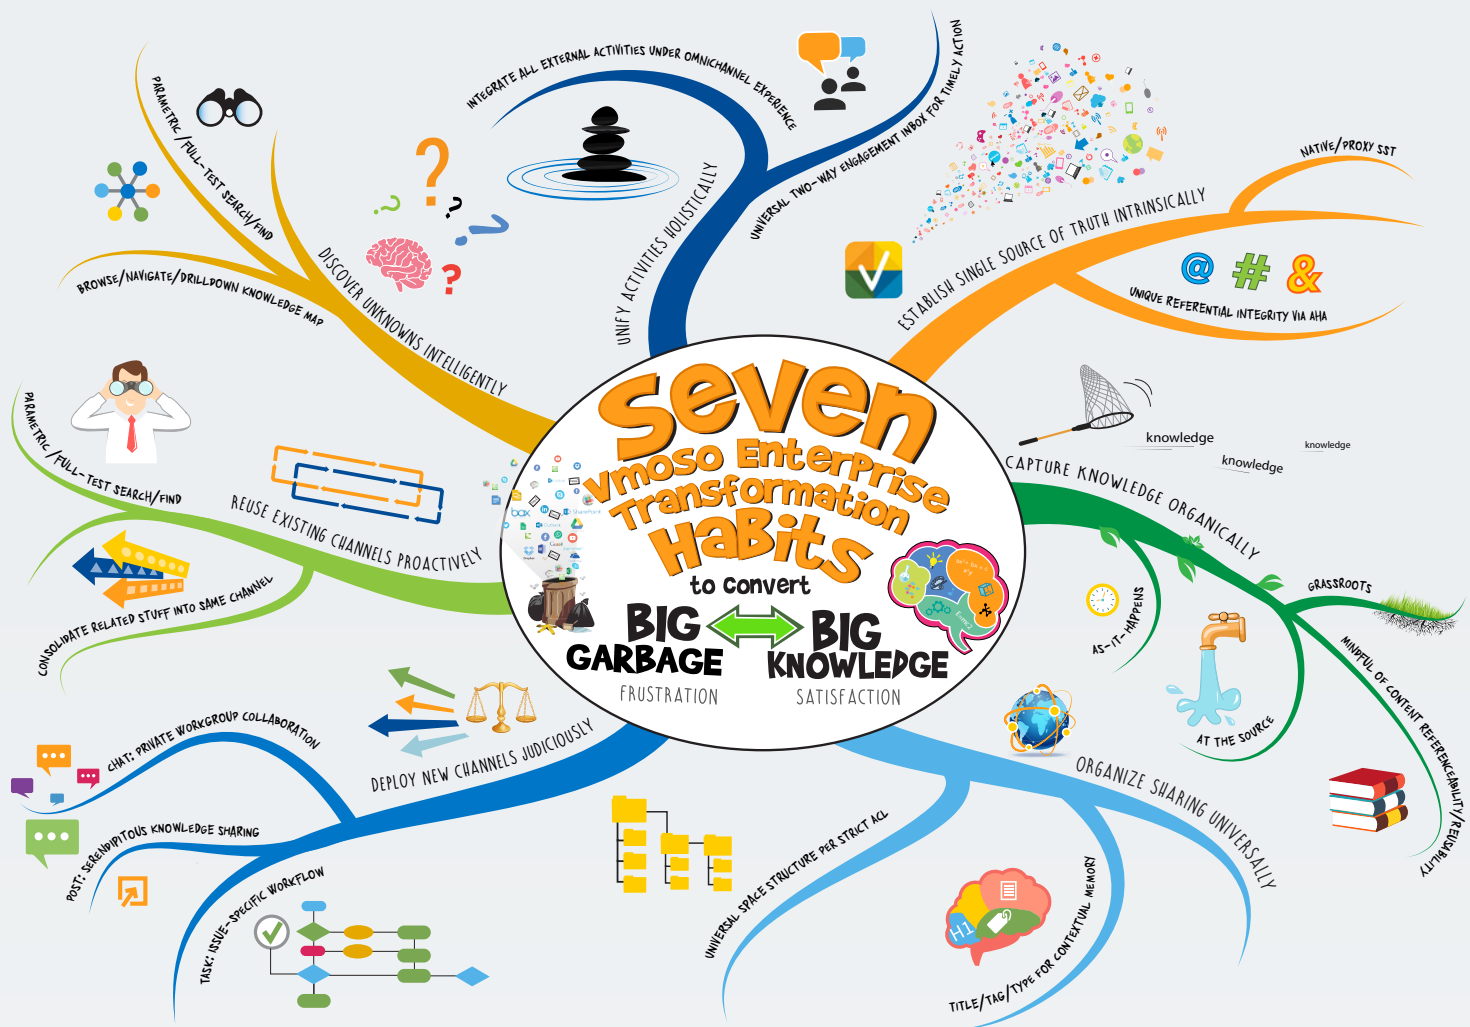 Seven
Vmoso Enterprise
Transformation
Habits
to convert
BIG
GARBAGE
FRUSTRATION
BIG
KNOWLEDGE
SATISFACTION
box
SharePoint
UNIFY ACTIVITIES HOLISTICALLY
INTEGRATE ALL EXTERNAL ACTIVITIES UNDER OMNICHANNEL EXPERIENCE
UNIVERSAL TWO-WAY ENGAGEMENT INBOX FOR TIMELY ACTION
ESTABLISH SINGLE SOURCE OF TRUTH INTRINSICALLY
NATIVE/PROXY SST
@ # &
UNIQUE REFERENTIAL INTEGRITY VIA AHA
CAPTURE KNOWLEDGE ORGANICALLY
knowledge
knowledge
knowledge
AS-IT-HAPPENS
AT THE SOURCE
GRASSROOTS
MINDFUL OF CONTENT REFERENCEABILITY/REUSABILITY
ORGANIZE SHARING UNIVERSALLY
UNIVERSAL SPACE STRUCTURE PER STRICT ACL
TITLE/TAG/TYPE FOR CONTEXTUAL MEMORY
H1
DEPLOY NEW CHANNELS JUDICIOUSLY
CHAT: PRIVATE WORKGROUP COLLABORATION
POST: SERENDIPITOUS KNOWLEDGE SHARING
TASK: ISSUE-SPECIFIC WORKFLOW
REUSE EXISTING CHANNELS PROACTIVELY
PARAMETRIC /FULL-TEST SEARCH/FIND
CONSOLIDATE RELATED STUFF INTO SAME CHANNEL
DISCOVER UNKNOWNS INTELLIGENTLY
PARAMETRIC /FULL-TEST SEARCH/FIND
BROWSE/NAVIGATE/DRILLDOWN KNOWLEDGE MAP
? ? ? ? ?